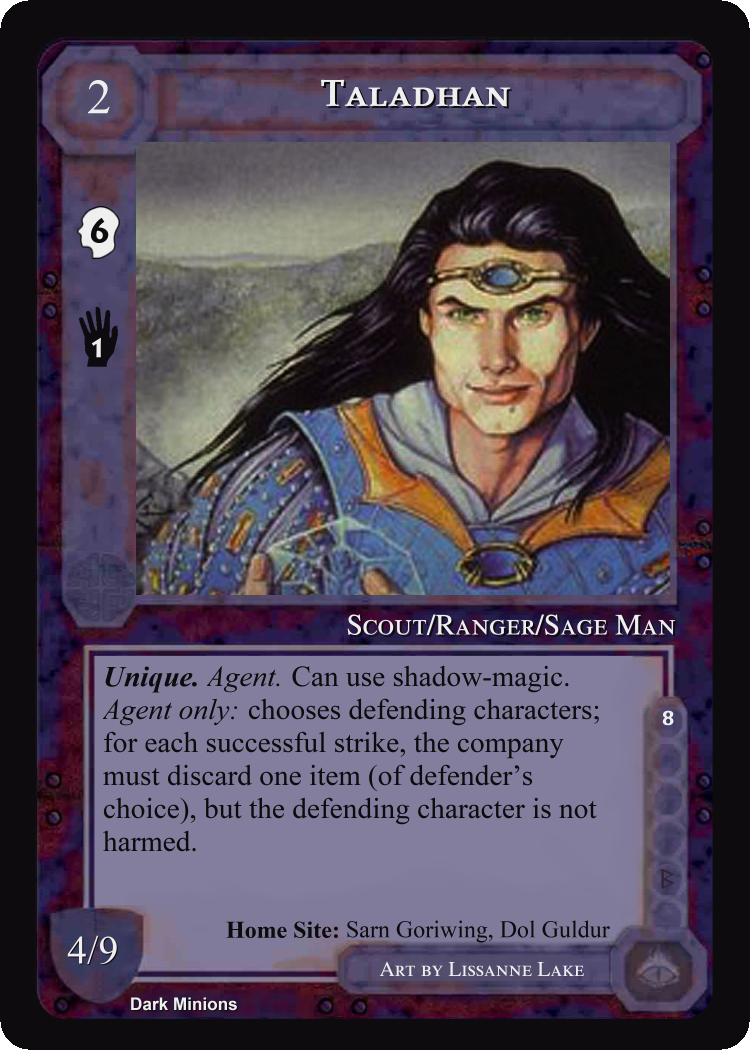 2
Taladhan
6
1
Scout/Ranger/Sage Man
Unique. Agent. Can use shadow-magic.
Agent only: chooses defending characters;
for each successful strike, the company
must discard one item (of defender's
choice), but the defending character is not
harmed.
8
Home Site: Sarn Goriwing, Dol Guldur
4/9
Art by Lissanne Lake
Dark Minions